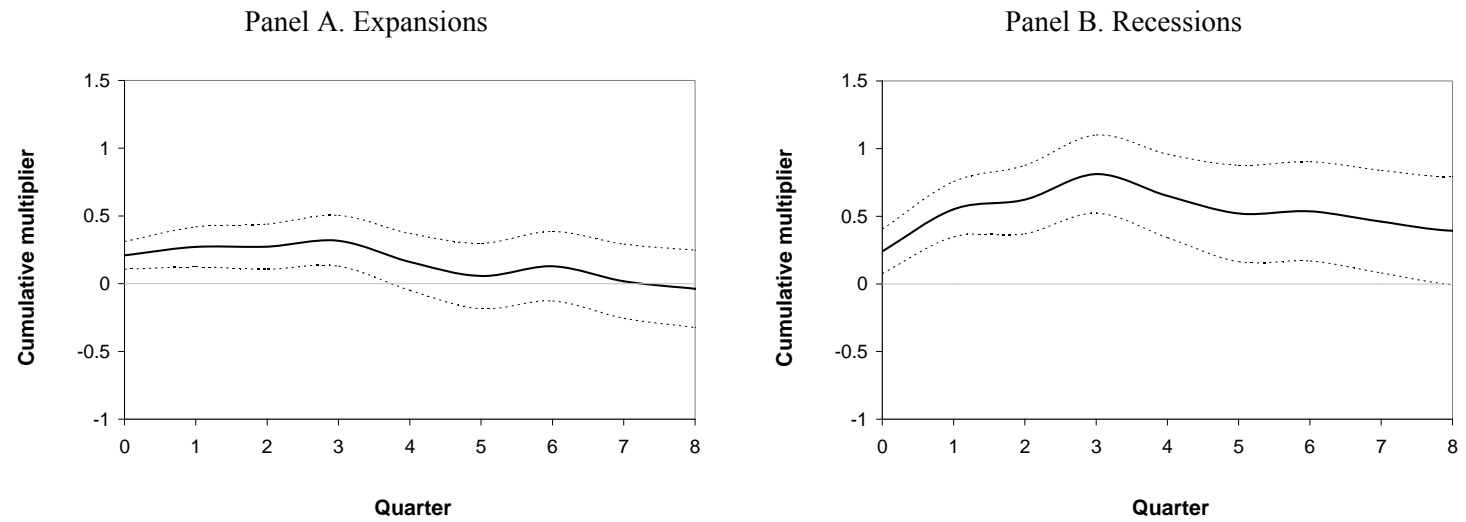 Panel A. Expansions
1.5
1
0.5
0
-0.5
-1
Cumulative multiplier
0 1 2 3 4 5 6 7 8
Quarter
Panel B. Recessions
1.5
1
0.5
0
-0.5
-1
Cumulative multiplier
0 1 2 3 4 5 6 7 8
Quarter